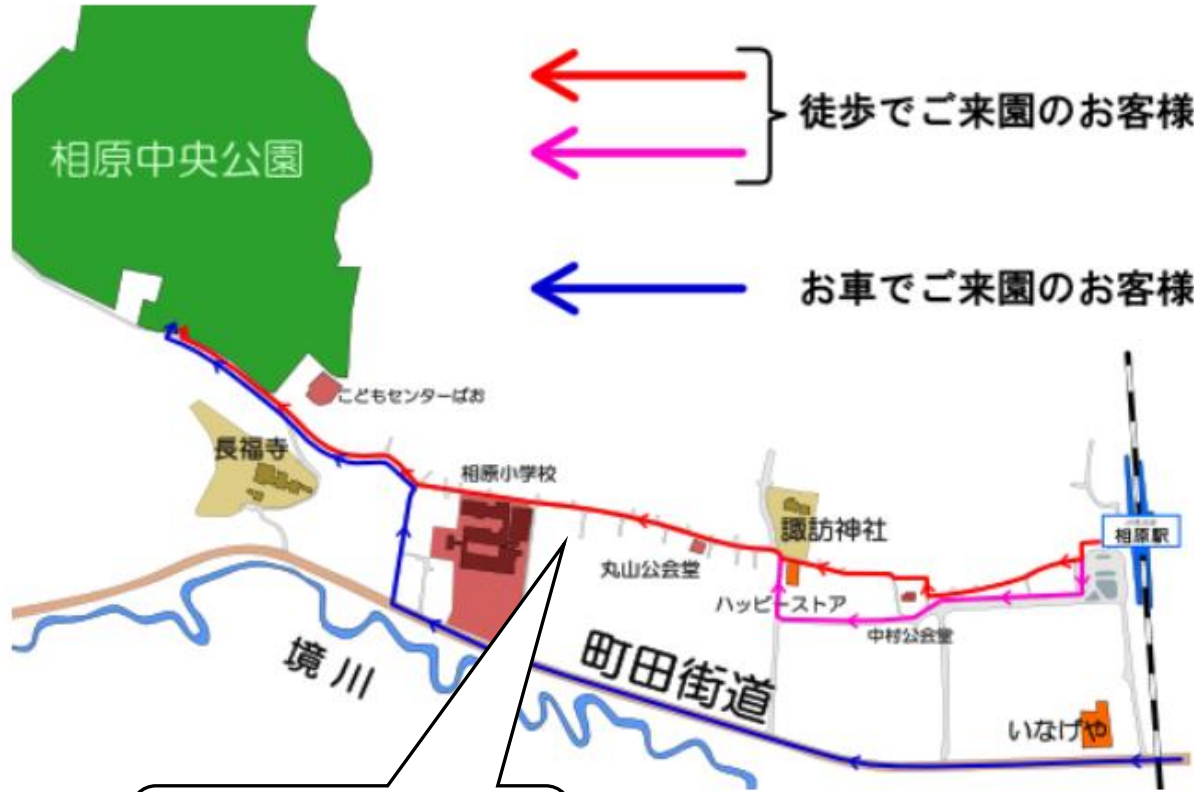 徒歩でご来園のお客様
相原中央公園
お車でご来園のお客様
こどもセンターぱお
長福寺
相原小学校
諏訪神社
相原駅
丸山公会堂
ハッピーストア
中村公会堂
境川
町田街道
いなげや